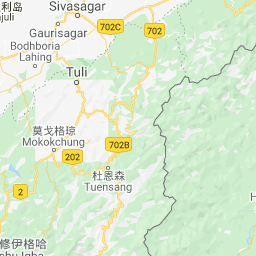 利岛
juli
Sivasagar
702C
702
Gaurisagar
Bodhboria
Lahing
Tuli
莫戈格琼
Mokokchung
702B
202
杜恩森
Tuensang
2
修伊格哈